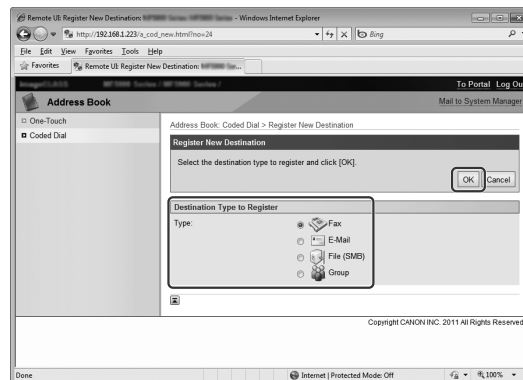 Remote UI: Register New Destination: - Windows Internet Explorer
http://192.168.1.223/a_cod_new.html?no=24
Bing
File Edit View Favorites Tools Help
Favorites Remote UI: Register New Destination:
To Portal Log Ou
Address Book
Mail to System Manager
One-Touch
Coded Dial
Address Book: Coded Dial > Register New Destination
Register New Destination
Select the destination type to register and click [OK].
OK Cancel
Destination Type to Register
Type: Fax
E-Mail
File (SMB)
Group
Copyright CANON INC. 2011 All Rights Reserved
Done Internet | Protected Mode: Off 100%